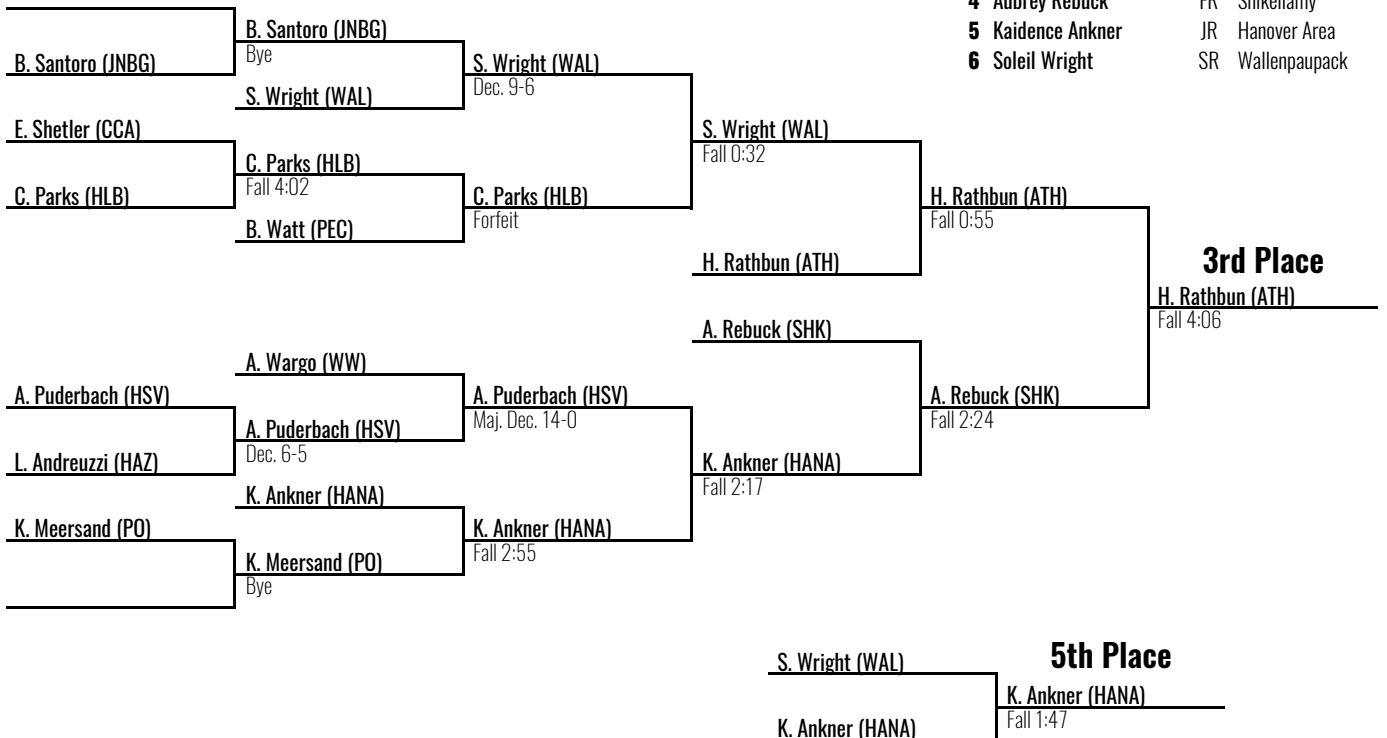 4 Aubrey Rebuck FR Shikellamy
5 Kaidence Ankner JR Hanover Area
6 Soleil Wright SR Wallenpaupack
B. Santoro (JNBG)
Bye
B. Santoro (JNBG)
S. Wright (WAL)
Dec. 9-6
S. Wright (WAL)
E. Shetler (CCA)
S. Wright (WAL)
Fall 0:32
C. Parks (HLB)
Fall 4:02
C. Parks (HLB)
C. Parks (HLB)
Forfeit
H. Rathbun (ATH)
Fall 0:55
B. Watt (PEC)
H. Rathbun (ATH)
3rd Place
H. Rathbun (ATH)
Fall 4:06
A. Rebuck (SHK)
A. Wargo (WW)
A. Puderbach (HSV)
A. Puderbach (HSV)
Maj. Dec. 14-0
A. Rebuck (SHK)
Fall 2:24
A. Puderbach (HSV)
Dec. 6-5
L. Andreuzzi (HAZ)
K. Ankner (HANA)
Fall 2:17
K. Ankner (HANA)
K. Meersand (PO)
K. Ankner (HANA)
Fall 2:55
K. Meersand (PO)
Bye
5th Place
S. Wright (WAL)
K. Ankner (HANA)
Fall 1:47
K. Ankner (HANA)